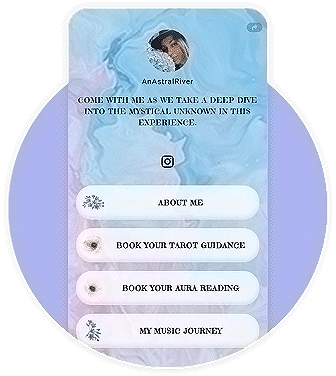 AnAstralRiver
COME WITH ME AS WE TAKE A DEEP DIVE
INTO THE MYSTICAL UNKNOWN IN THIS
EXPERIENCE.
ABOUT ME
BOOK YOUR TAROT GUIDANCE
BOOK YOUR AURA READING
MY MUSIC JOURNEY